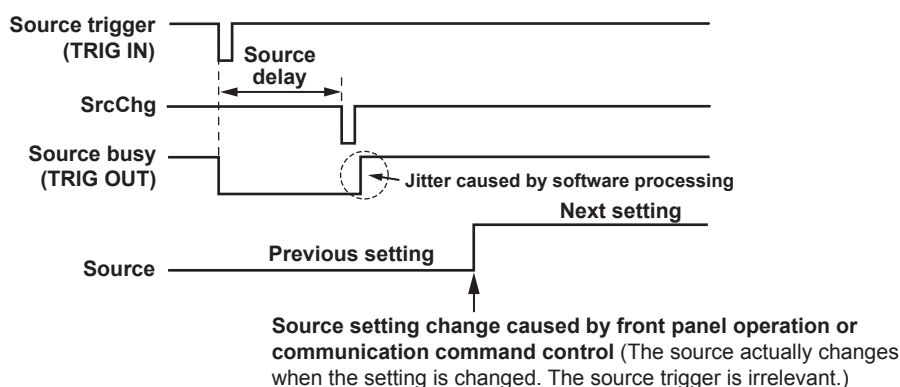 Source trigger
(TRIG IN)
Source
delay
SrcChg
Source busy
(TRIG OUT)
Jitter caused by software processing
Next setting
Previous setting
Source
Source setting change caused by front panel operation or
communication command control (The source actually changes
when the setting is changed. The source trigger is irrelevant.)